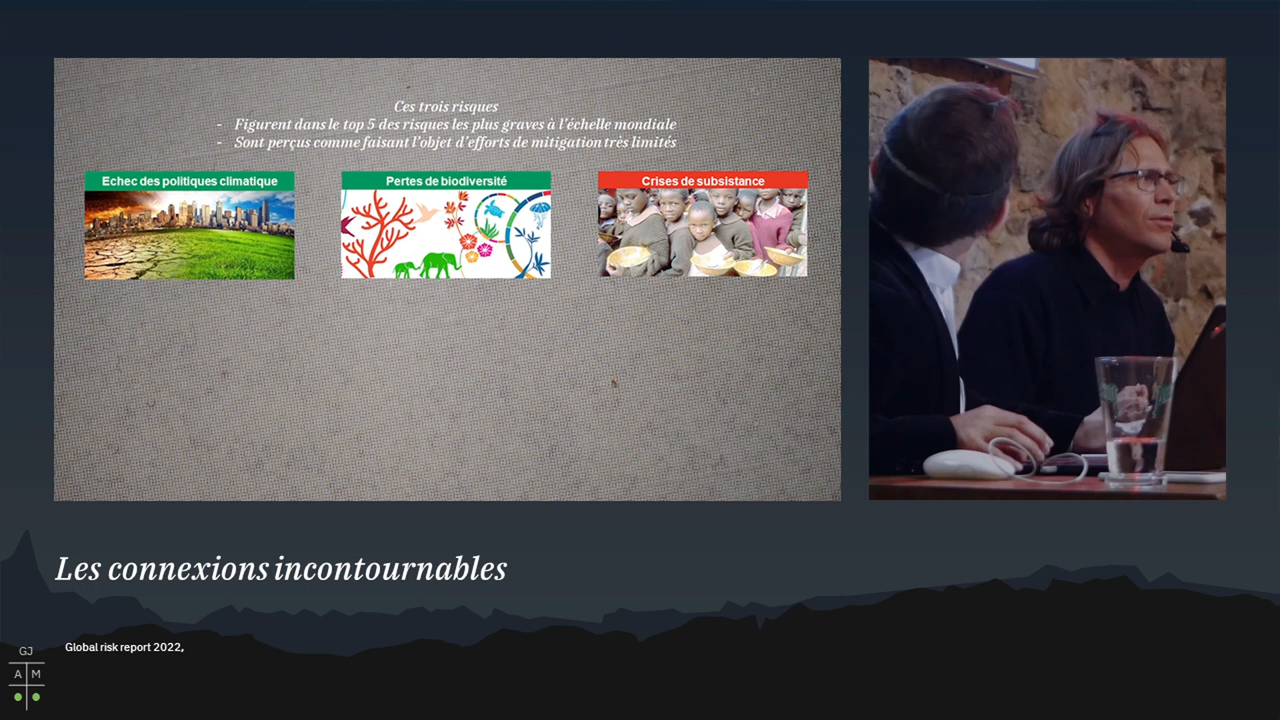 Ces trois risques
- Figurent dans le top 5 des risques les plus graves à l'échelle mondiale
- Sont perçus comme faisant l'objet d'efforts de mitigation très limités
Echec des politiques climatique
Pertes de biodiversité
Crises de subsistance
Les connexions incontournables
Global risk report 2022,
GJ
A M